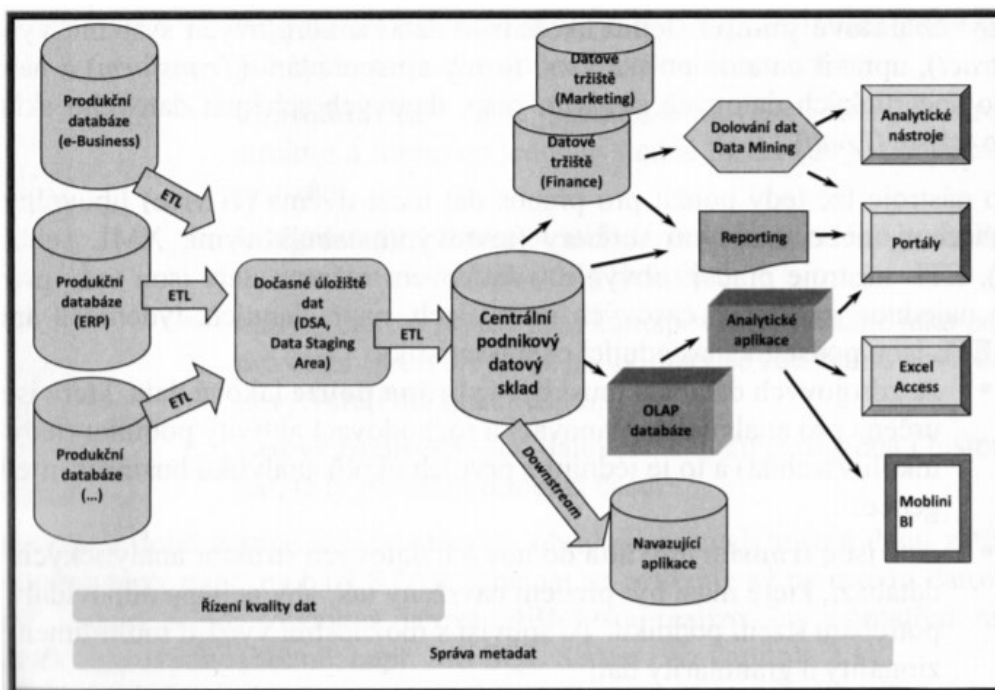 Produkční
databáze
(e-Business)
ETL
Produkční
databáze
(ERP)
ETL
Produkční
databáze
(...)
ETL
Dočasné úložiště
dat
(DSA,
Data Staging
Area)
ETL
Centrální
podnikový
datový
sklad
Datové
tržiště
(Marketing)
Datové
tržiště
(Finance)
Dolování dat
Data Mining
Reporting
Analytické
aplikace
OLAP
databáze
Downstream
Navazující
aplikace
Analytické
nástroje
Portály
Excel
Access
Moblini
BI
Řízení kvality dat
Správa metadat